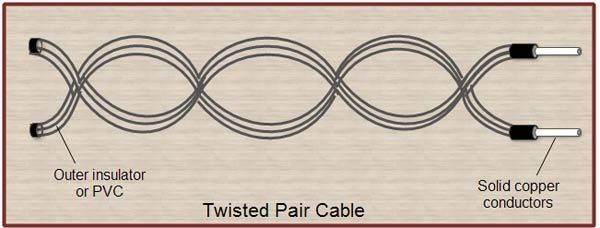 Outer insulator
or PVC
Solid copper
conductors
Twisted Pair Cable